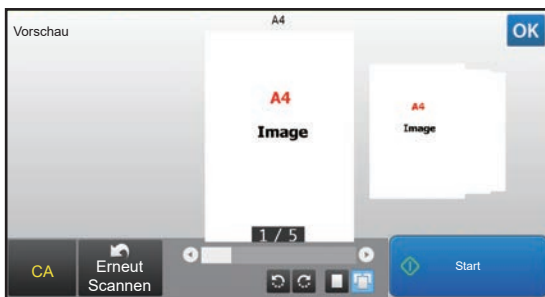 A4
Vorschau
OK
A4
Image
A4
Image
1 / 5
CA
Erneut
Scannen
Start